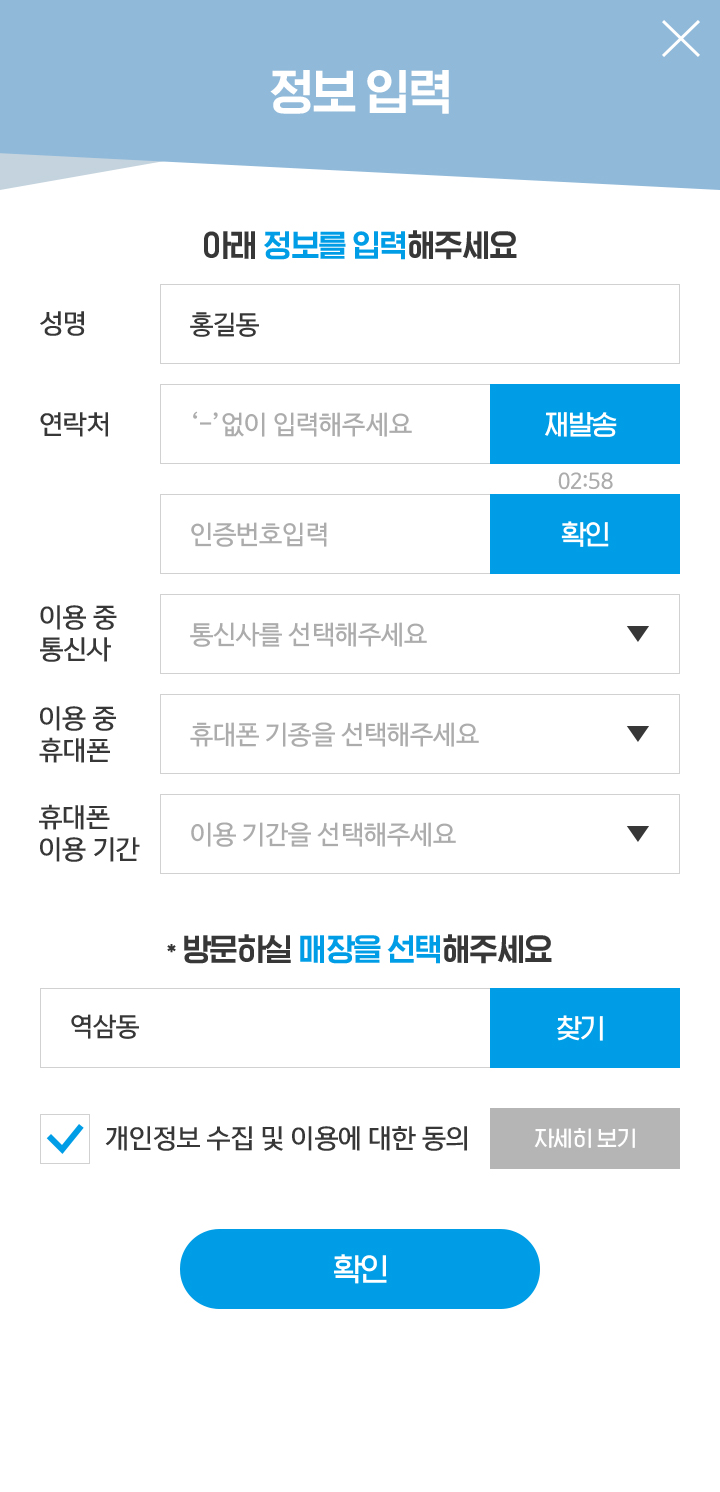 정보 입력
아래 정보를 입력해주세요
성명
홍길동
연락처
‘-’없이 입력해주세요
재발송
02:58
인증번호입력
확인
이용 중
통신사
통신사를 선택해주세요
이용 중
휴대폰
휴대폰 기종을 선택해주세요
휴대폰
이용 기간
이용 기간을 선택해주세요
* 방문하실 매장을 선택해주세요
역삼동
찾기
개인정보 수집 및 이용에 대한 동의
자세히 보기
확인